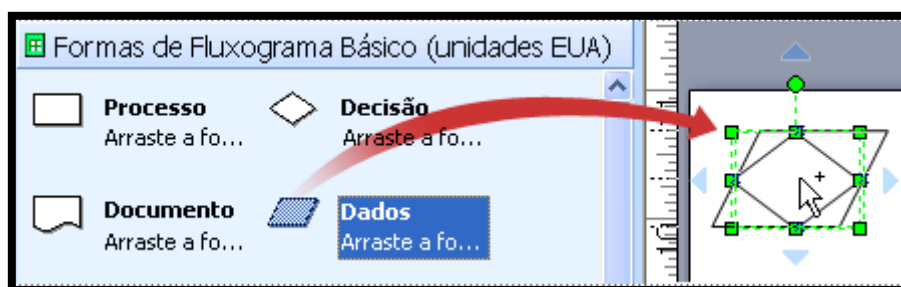 Formas de Fluxograma Básico (unidades EUA)
Processo
Arraste a fo...
Decisão
Arraste a fo...
Documento
Arraste a fo...
Dados
Arraste a fo...